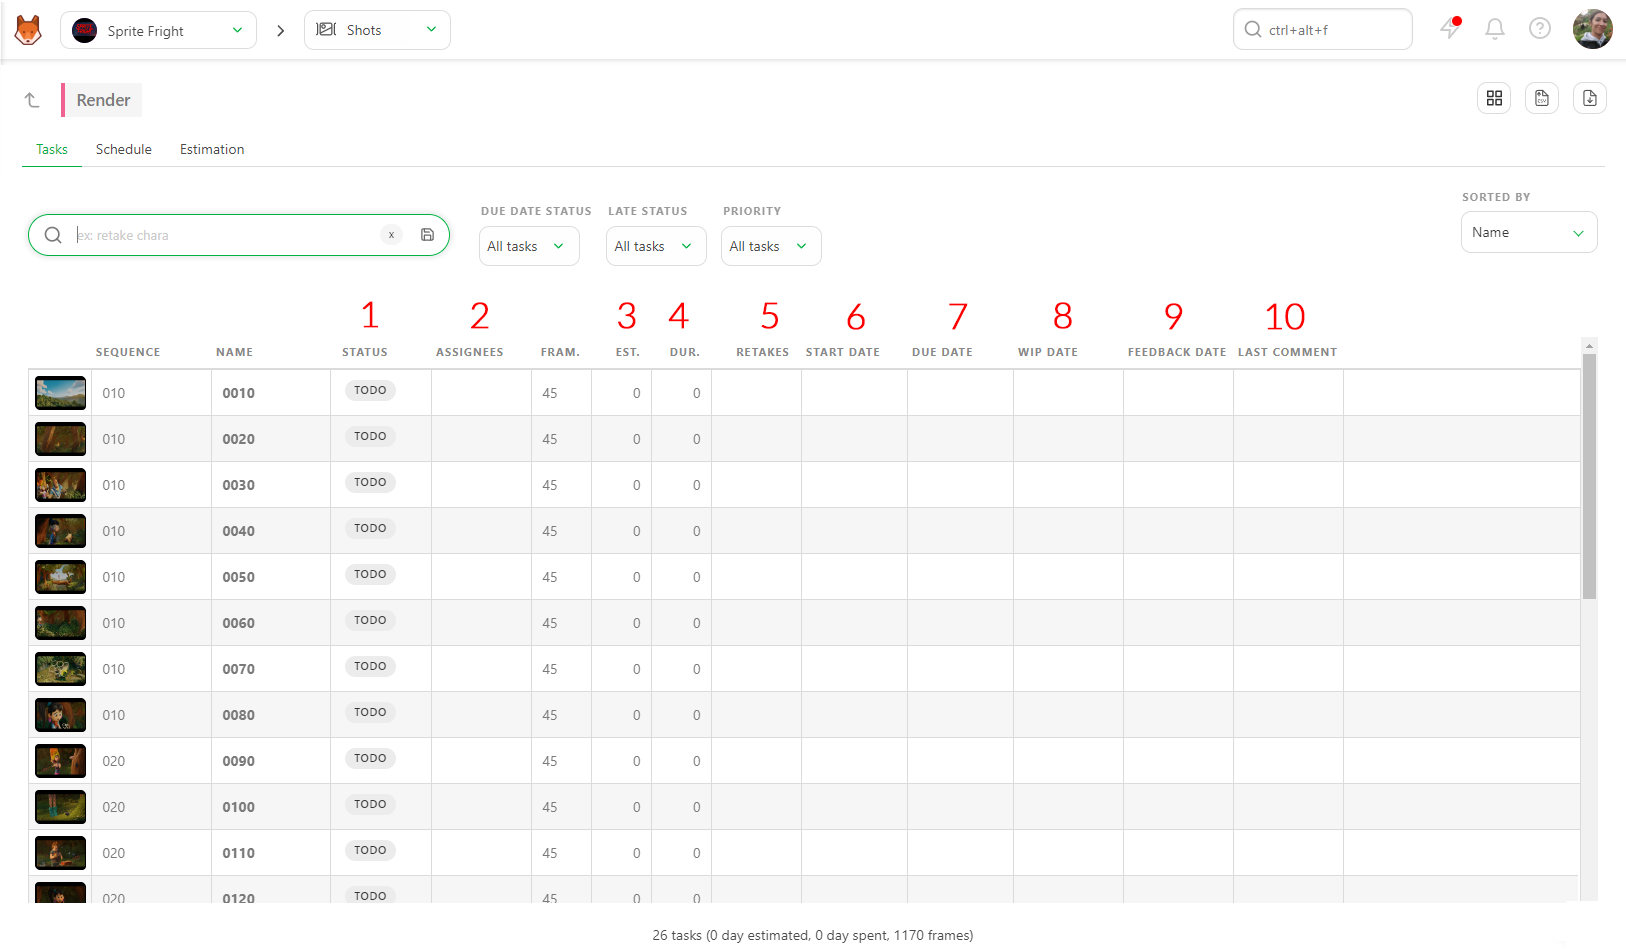 Sprite Fright
Shots
ctrl+alt+f
Render
CSV
Tasks Schedule Estimation
SORTED BY
Name
DUE DATE STATUS LATE STATUS PRIORITY
ex: retake chara x
All tasks All tasks All tasks
1 2 3 4 5 6 7 8 9 10
SEQUENCE NAME STATUS ASSIGNEES FRAM. EST. DUR. RETAKES START DATE DUE DATE WIP DATE FEEDBACK DATE LAST COMMENT
010 0010 TODO 45 0 0
010 0020 TODO 45 0 0
010 0030 TODO 45 0 0
010 0040 TODO 45 0 0
010 0050 TODO 45 0 0
010 0060 TODO 45 0 0
010 0070 TODO 45 0 0
010 0080 TODO 45 0 0
020 0090 TODO 45 0 0
020 0100 TODO 45 0 0
020 0110 TODO 45 0 0
020 0120 TODO 45 0 0
26 tasks (0 day estimated, 0 day spent, 1170 frames)